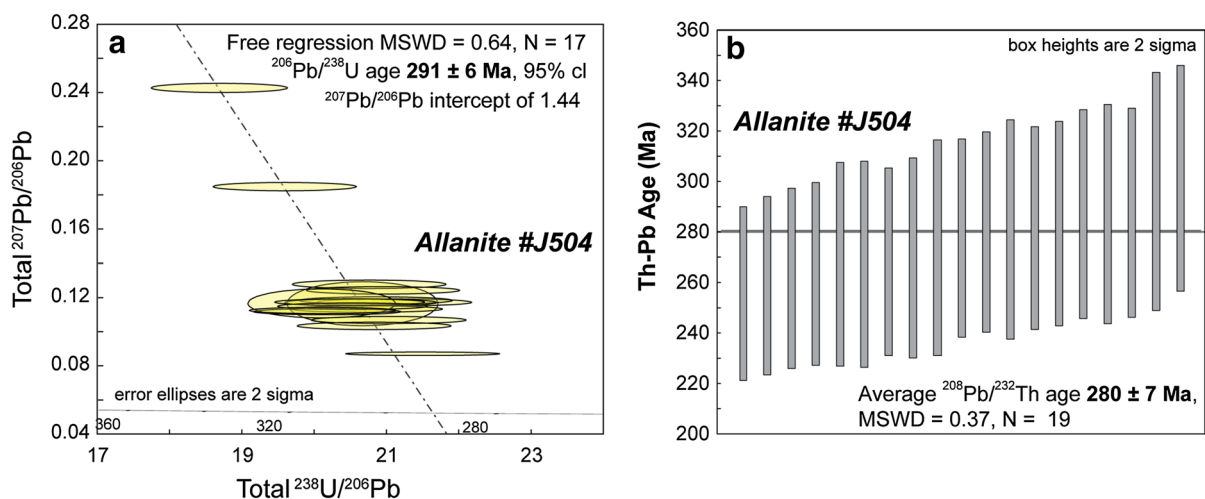 a
Free regression MSWD = 0.64, N = 17
206Pb/238U age 291 ± 6 Ma, 95% cl
207Pb/206Pb intercept of 1.44
Allanite #J504
error ellipses are 2 sigma
360
320
280
0.28
0.24
0.20
0.16
0.12
0.08
0.04
Total 207Pb/206Pb
17
19
21
23
Total 238U/206Pb
b
box heights are 2 sigma
Allanite #J504
Average 208Pb/232Th age 280 ± 7 Ma,
MSWD = 0.37, N = 19
360
340
320
300
280
260
240
220
200
Th-Pb Age (Ma)